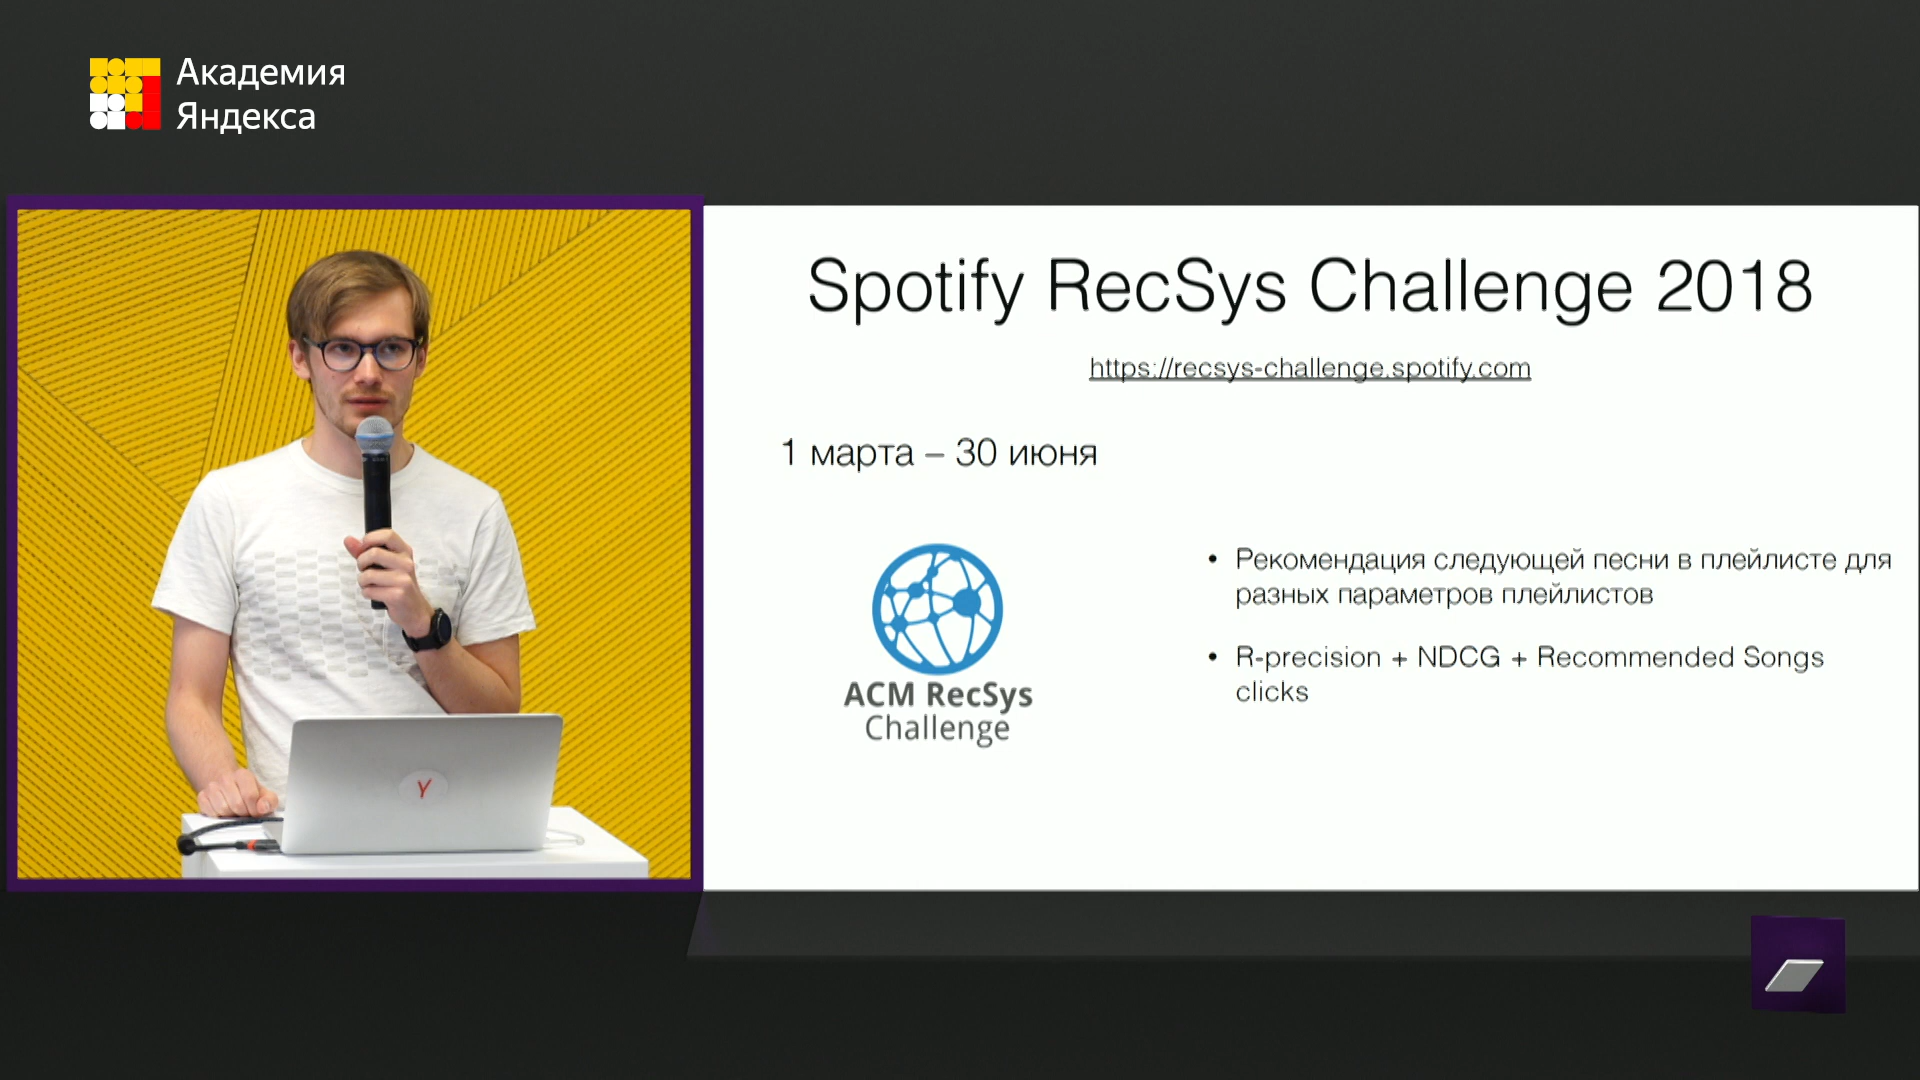 Академия
Яндекса
Spotify RecSys Challenge 2018
https://recsys-challenge.spotify.com
1 марта – 30 июня
ACM RecSys
Challenge
• Рекомендация следующей песни в плейлисте для
разных параметров плейлистов
• R-precision + NDCG + Recommended Songs
clicks
Y